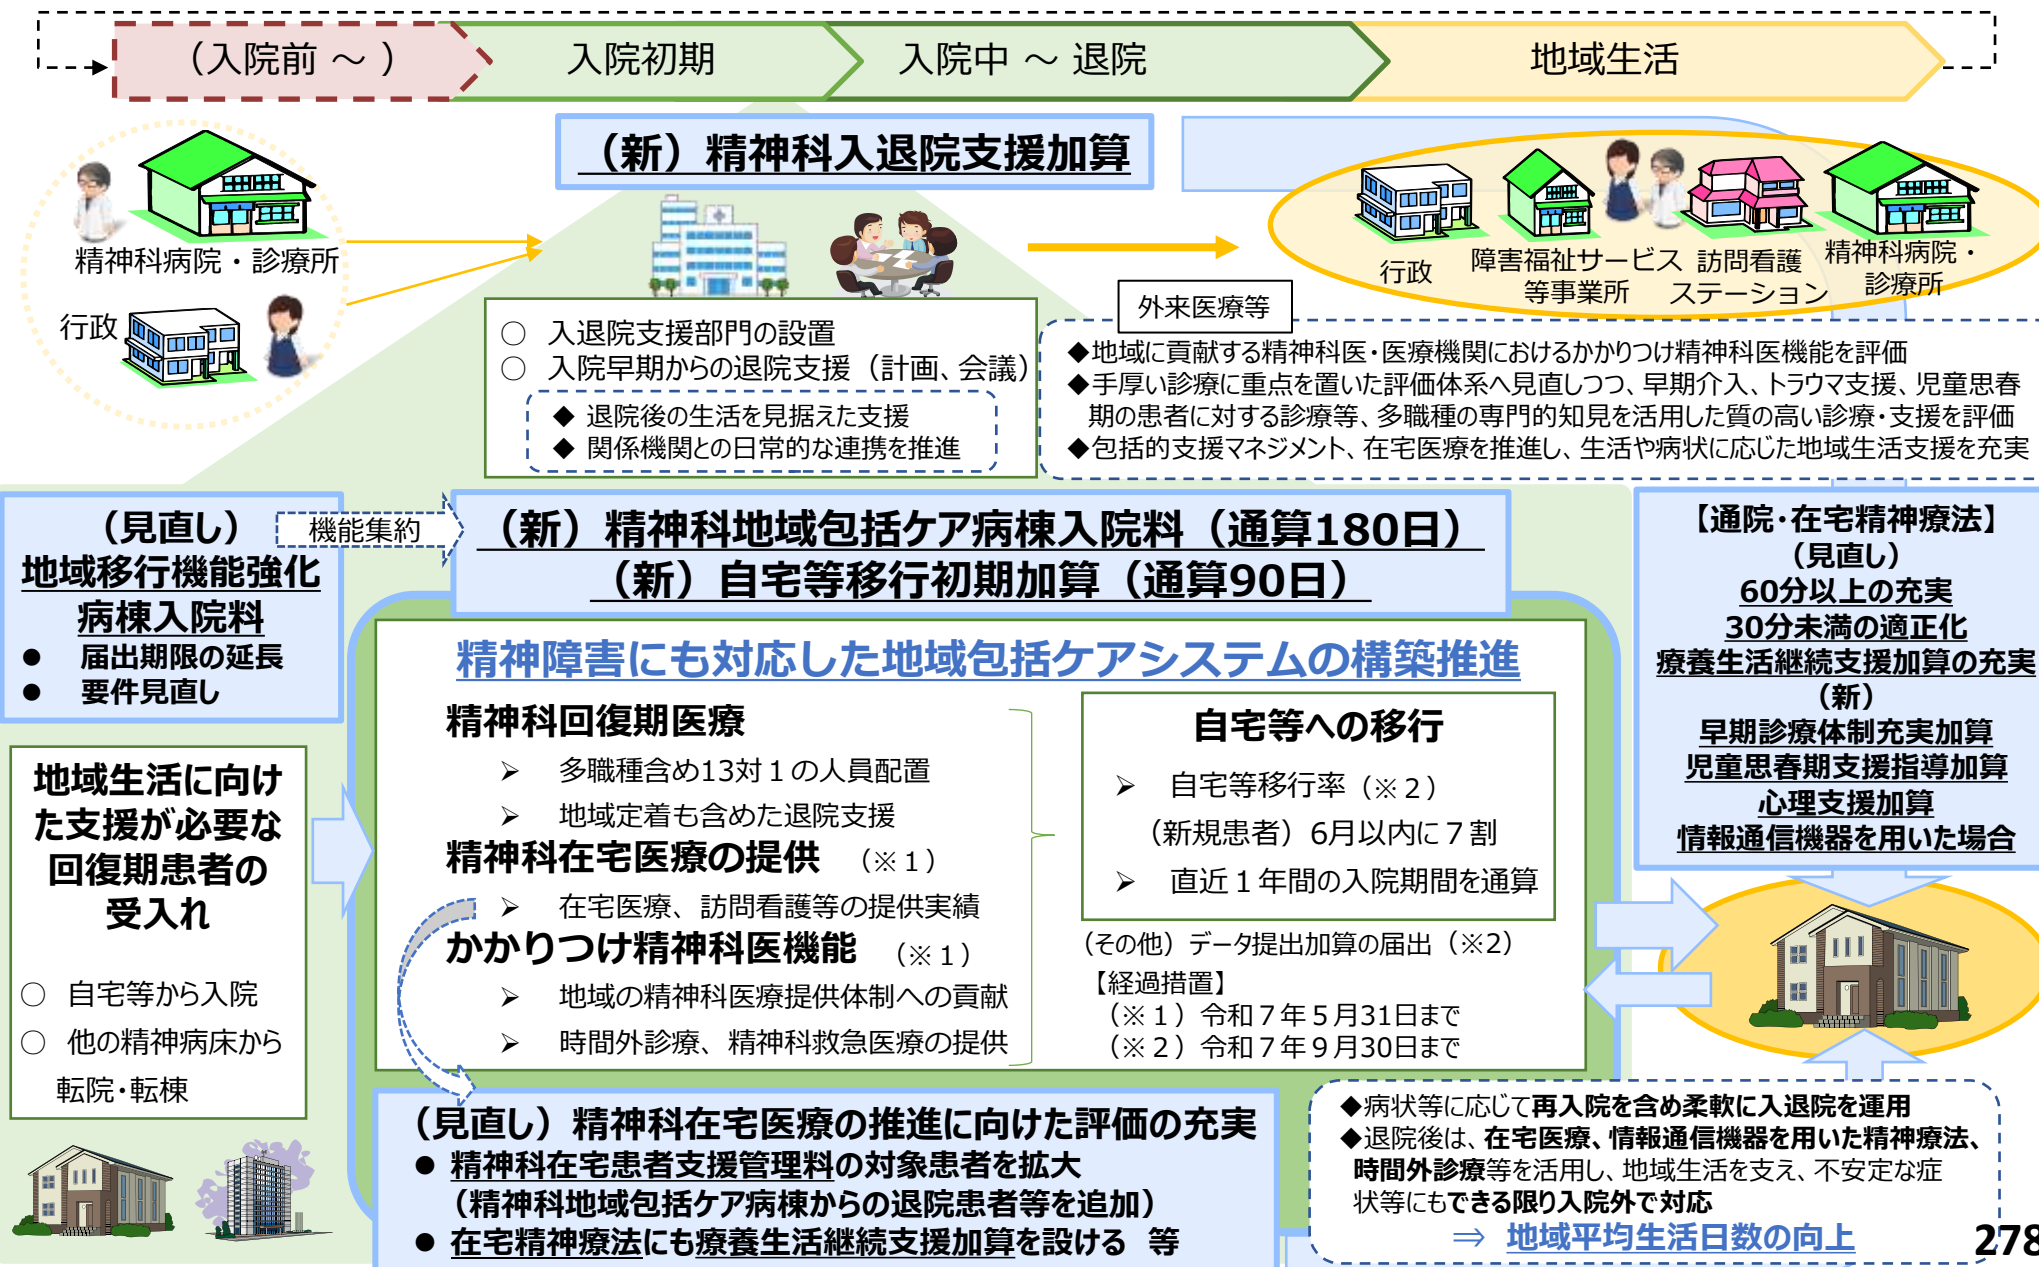 （入院前 ～ ）
入院初期
入院中 ～ 退院
地域生活
（新）精神科入退院支援加算
精神科病院・診療所
行政
○ 入退院支援部門の設置
○ 入院早期からの退院支援（計画、会議）
◆ 退院後の生活を見据えた支援
◆ 関係機関との日常的な連携を推進
行政
障害福祉サービス
等事業所
訪問看護
ステーション
精神科病院・
診療所
外来医療等
◆地域に貢献する精神科医・医療機関におけるかかりつけ精神科医機能を評価
◆手厚い診療に重点を置いた評価体系へ見直しつつ、早期介入、トラウマ支援、児童思春
期の患者に対する診療等、多職種の専門的知見を活用した質の高い診療・支援を評価
◆包括的支援マネジメント、在宅医療を推進し、生活や病状に応じた地域生活支援を充実
（見直し）
地域移行機能強化
病棟入院料
● 届出期限の延長
● 要件見直し
機能集約
（新）精神科地域包括ケア病棟入院料（通算180日）
（新）自宅等移行初期加算（通算90日）
地域生活に向け
た支援が必要な
回復期患者の
受入れ
○ 自宅等から入院
○ 他の精神病床から
転院・転棟
精神障害にも対応した地域包括ケアシステムの構築推進
精神科回復期医療
➢ 多職種含め13対１の人員配置
➢ 地域定着も含めた退院支援
精神科在宅医療の提供 （※１）
➢ 在宅医療、訪問看護等の提供実績
かかりつけ精神科医機能 （※１）
➢ 地域の精神科医療提供体制への貢献
➢ 時間外診療、精神科救急医療の提供
自宅等への移行
➢ 自宅等移行率（※２）
（新規患者）6月以内に７割
➢ 直近１年間の入院期間を通算
（その他）データ提出加算の届出（※2）
【経過措置】
（※１）令和７年５月31日まで
（※２）令和７年９月30日まで
（見直し）精神科在宅医療の推進に向けた評価の充実
● 精神科在宅患者支援管理料の対象患者を拡大
（精神科地域包括ケア病棟からの退院患者等を追加）
● 在宅精神療法にも療養生活継続支援加算を設ける 等
【通院・在宅精神療法】
（見直し）
60分以上の充実
30分未満の適正化
療養生活継続支援加算の充実
（新）
早期診療体制充実加算
児童思春期支援指導加算
心理支援加算
情報通信機器を用いた場合
◆病状等に応じて再入院を含め柔軟に入退院を運用
◆退院後は、在宅医療、情報通信機器を用いた精神療法、
時間外診療等を活用し、地域生活を支え、不安定な症
状等にもできる限り入院外で対応
⇒ 地域平均生活日数の向上
278